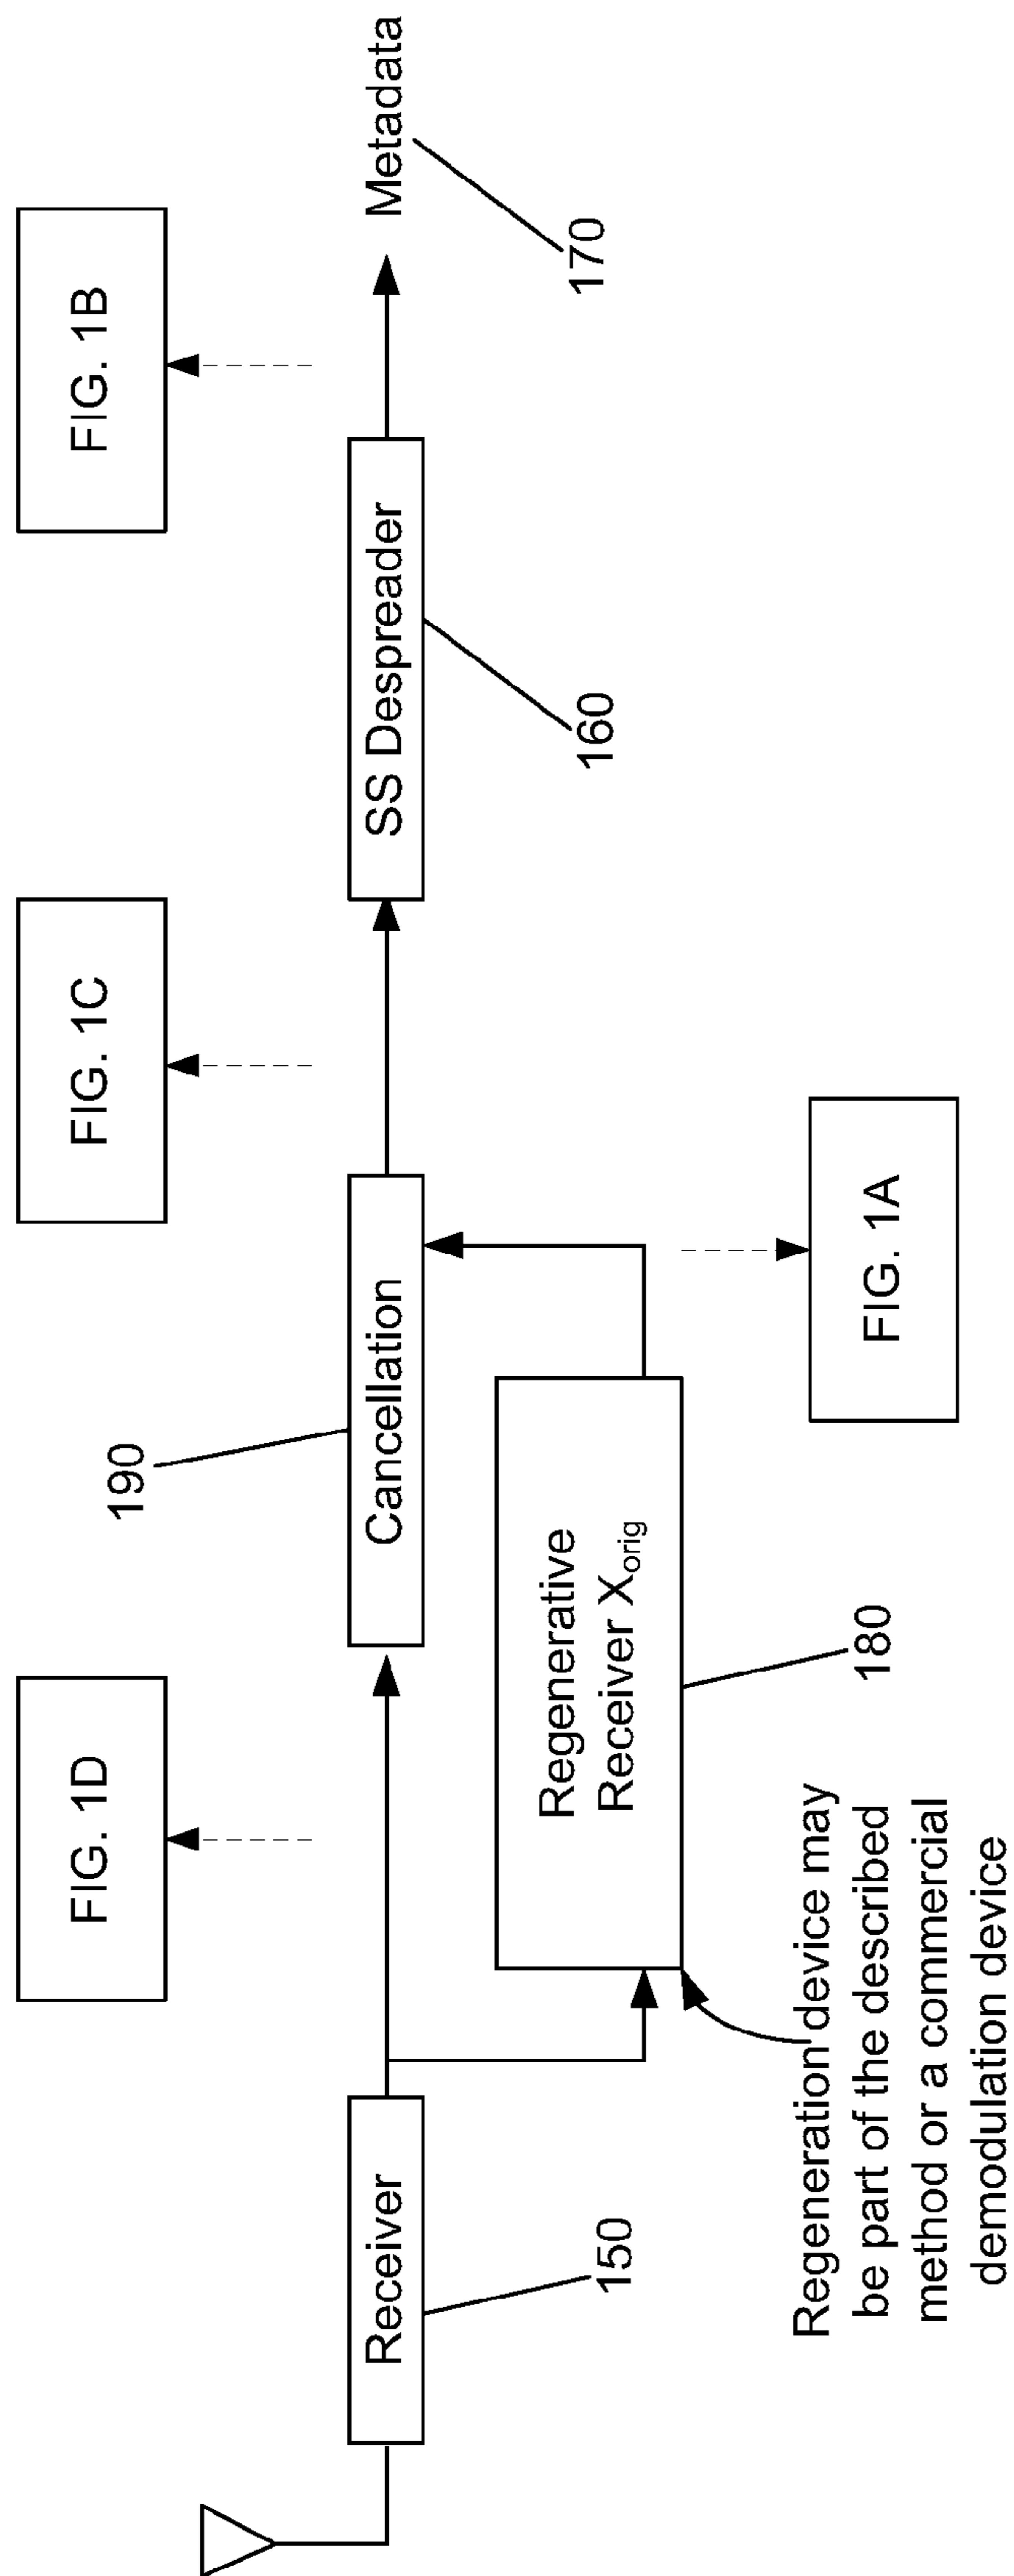 FIG. 1D
FIG. 1C
FIG. 1B
190
Receiver
Cancellation
SS Despreader
Metadata
150
160
170
Regenerative
Receiver Xorig
180
FIG. 1A
Regeneration device may
be part of the described
method or a commercial
demodulation device